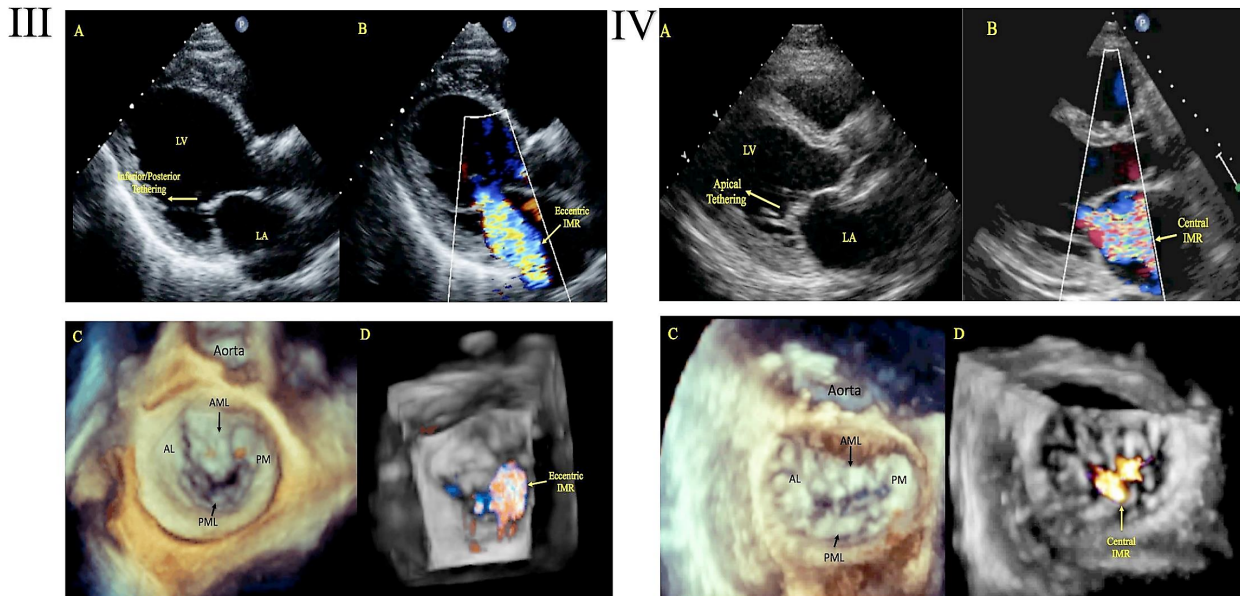 III
A
P
LV
Inferior/Posterior
Tethering
LA
B
P
Eccentric
IMR
C
Aorta
AML
AL
PM
PML
D
Eccentric
IMR
IV
A
LV
Apical
Tethering
LA
B
P
Central
IMR
C
Aorta
AML
AL
PM
PML
D
Central
IMR